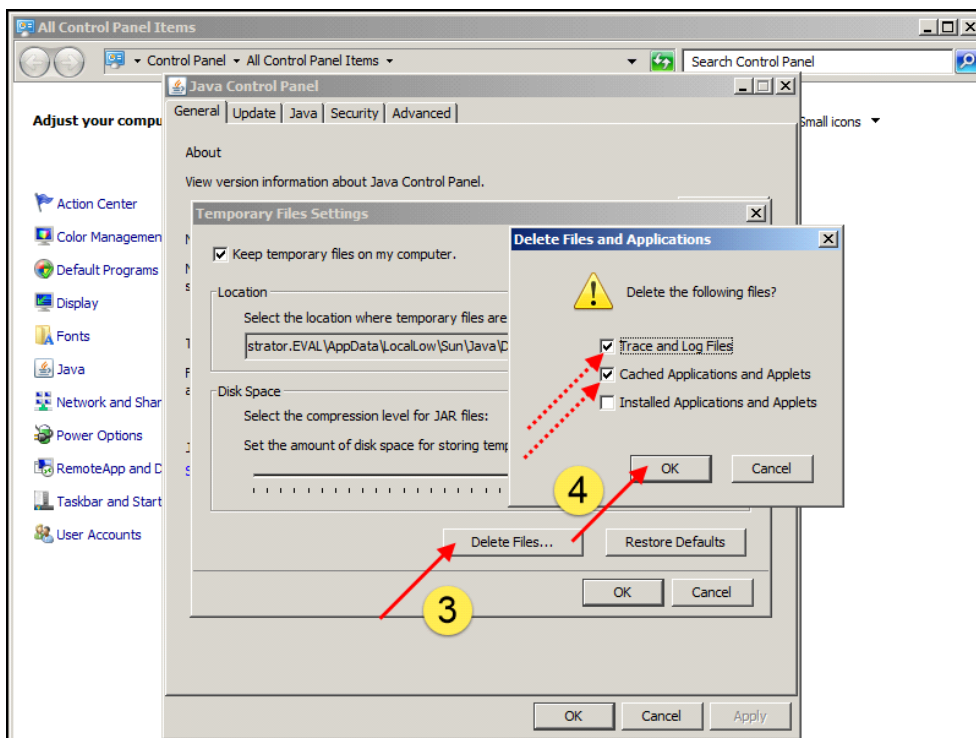 All Control Panel Items
Control Panel All Control Panel Items Search Control Panel
Java Control Panel
General Update Java Security Advanced
Adjust your compu
Small icons
About
View version information about Java Control Panel.
Action Center
Color Managemen
Default Programs
Display
Fonts
Java
Network and Shar
Power Options
RemoteApp and D
Taskbar and Start
User Accounts
Temporary Files Settings
Keep temporary files on my computer.
Location
Select the location where temporary files are
strator.EVAL\AppData\LocalLow\Sun\Java\D
Disk Space
Select the compression level for JAR files:
Set the amount of disk space for storing temp
Delete Files... Restore Defaults
3
OK Cancel
Delete Files and Applications
Delete the following files?
Trace and Log Files
Cached Applications and Applets
Installed Applications and Applets
OK Cancel
4
OK Cancel Apply